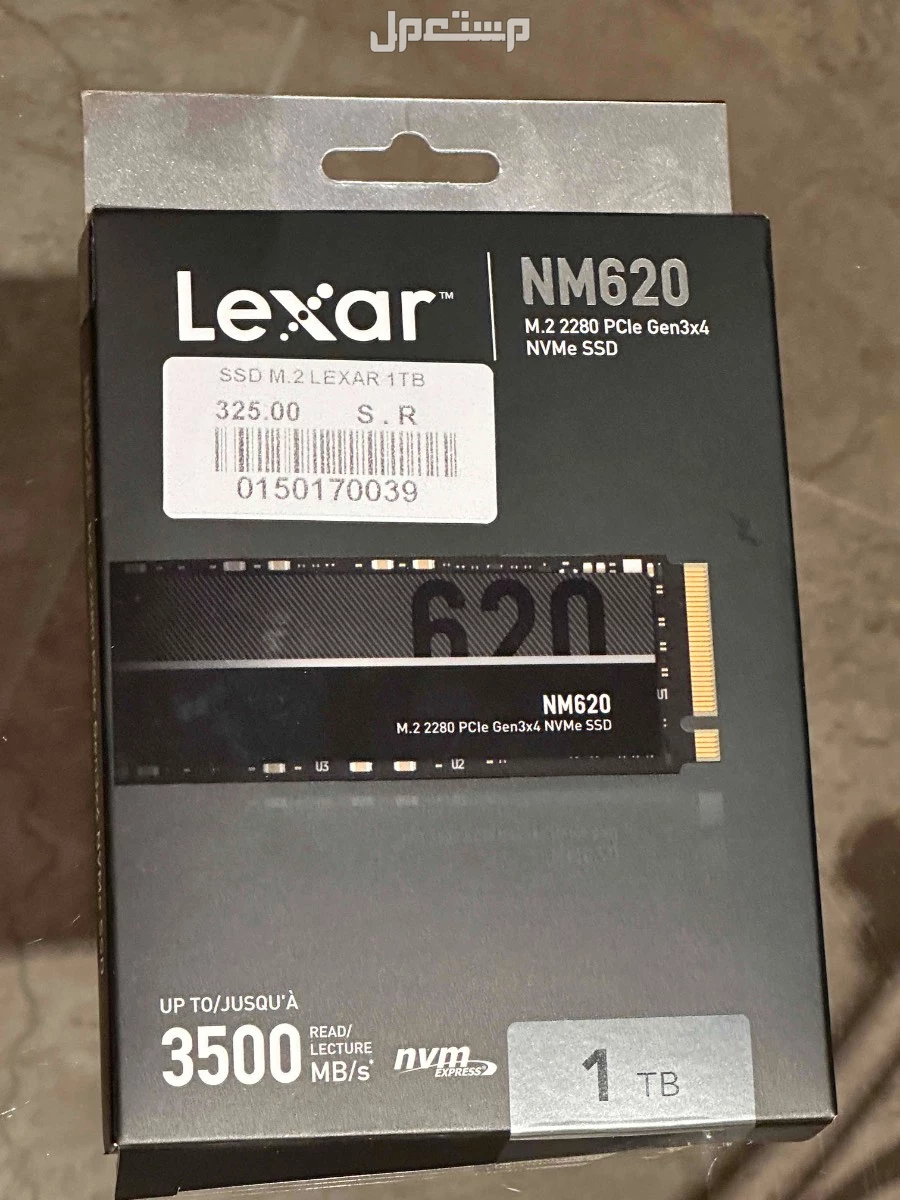 مستعمل
Lexar™
NM620
M.2 2280 PCIe Gen3x4
NVMe SSD
SSD M.2 LEXAR 1TB
325.00 S.R
0150170039
620
U1
NM620
M.2 2280 PCIe Gen3x4 NVMe SSD
U3 U2
UP TO/JUSQU'À
3500 READ/
LECTURE
MB/s*
nvm
EXPRESS
1 TB